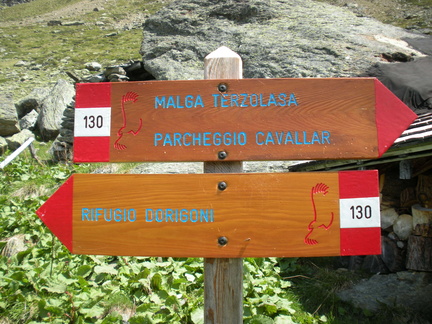 MALGA TERZOLASA
130
PARCHEGGIO CAVALLAR
RIFUGIO DORIGONI
130